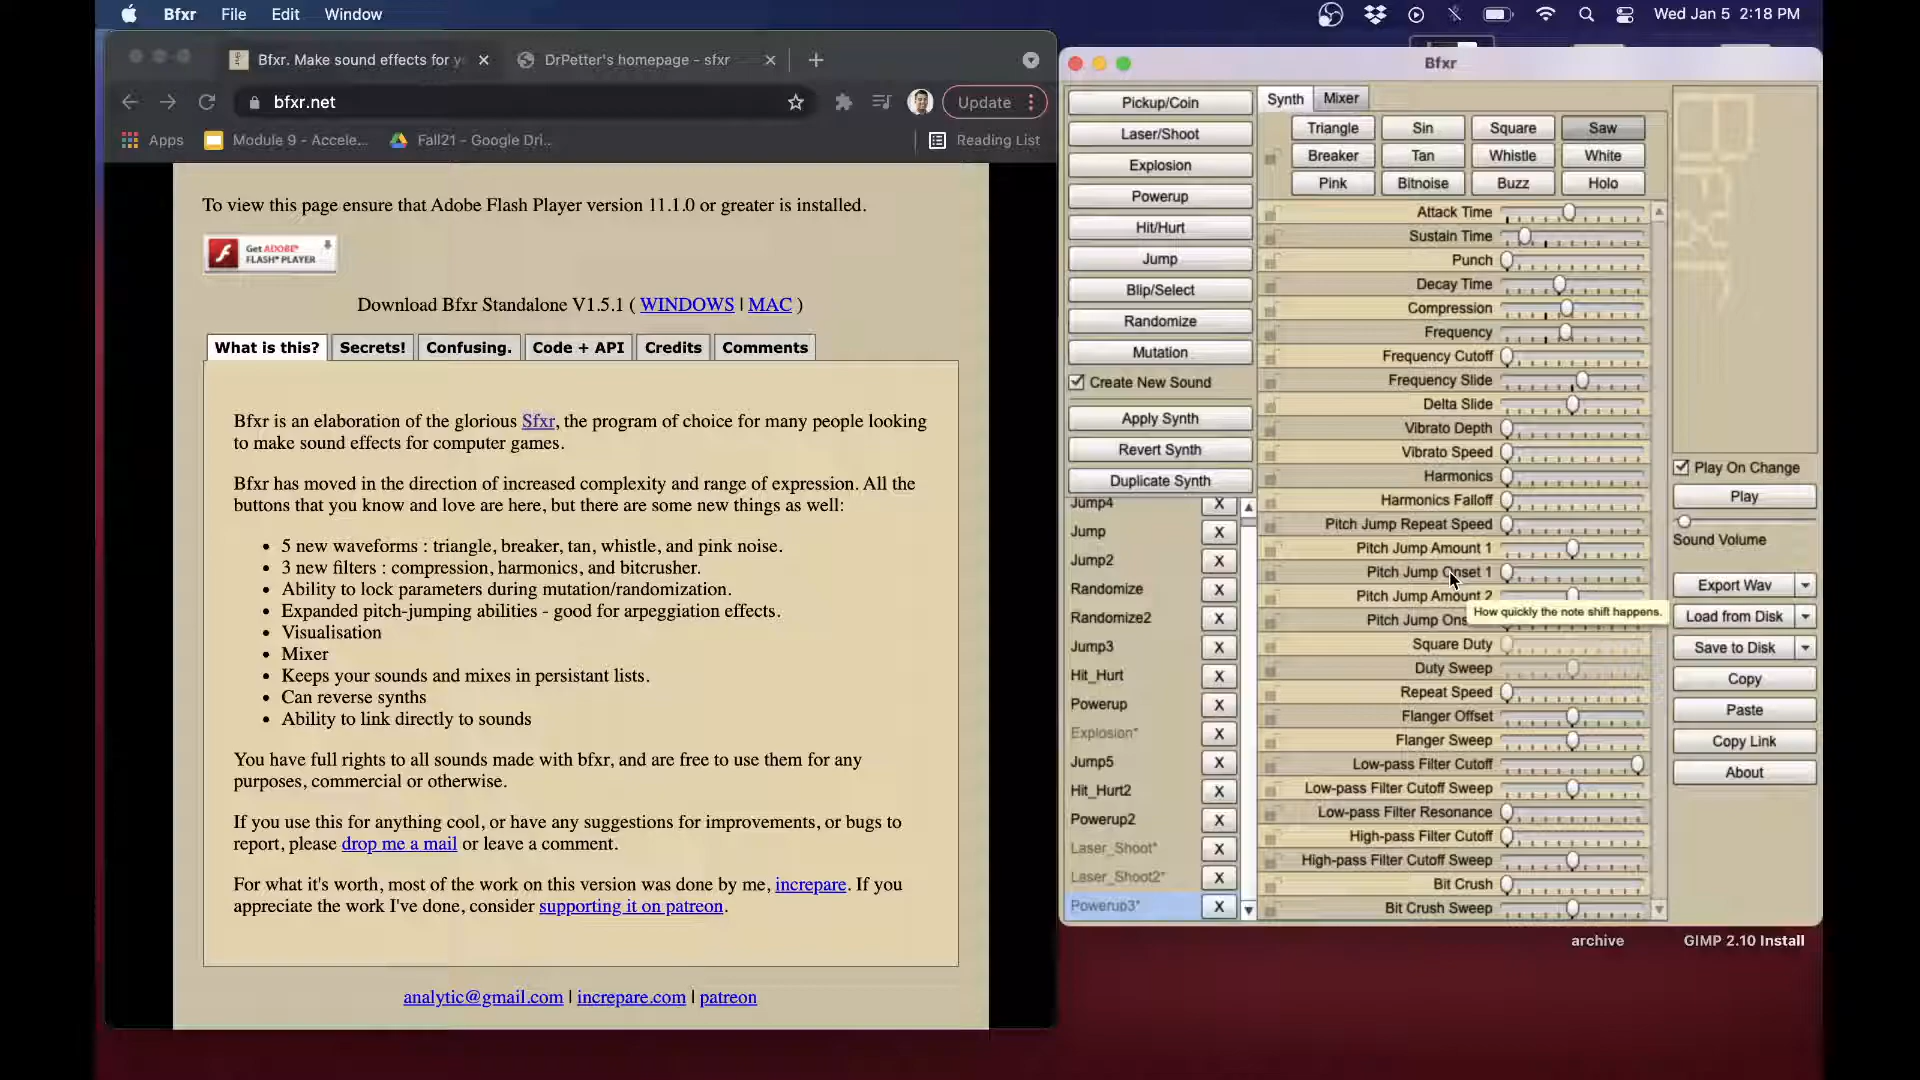 Bfxr File Edit Window
Wed Jan 5 2:18 PM
Bfxr. Make sound effects for y
DrPetter's homepage - sfxr
bfxr.net
Update
Apps
Module 9 - Accele...
Fall21 - Google Dri...
Reading List
To view this page ensure that Adobe Flash Player version 11.1.0 or greater is installed.
Get ADOBE®
FLASH® PLAYER
Download Bfxr Standalone V1.5.1 ( WINDOWS | MAC )
What is this?
Secrets!
Confusing.
Code + API
Credits
Comments
Bfxr is an elaboration of the glorious Sfxr, the program of choice for many people looking
to make sound effects for computer games.
Bfxr has moved in the direction of increased complexity and range of expression. All the
buttons that you know and love are here, but there are some new things as well:
• 5 new waveforms : triangle, breaker, tan, whistle, and pink noise.
• 3 new filters : compression, harmonics, and bitcrusher.
• Ability to lock parameters during mutation/randomization.
• Expanded pitch-jumping abilities - good for arpeggiation effects.
• Visualisation
• Mixer
• Keeps your sounds and mixes in persistant lists.
• Can reverse synths
• Ability to link directly to sounds
You have full rights to all sounds made with bfxr, and are free to use them for any
purposes, commercial or otherwise.
If you use this for anything cool, or have any suggestions for improvements, or bugs to
report, please drop me a mail or leave a comment.
For what it's worth, most of the work on this version was done by me, increpare. If you
appreciate the work I've done, consider supporting it on patreon.
analytic@gmail.com | increpare.com | patreon
Bfxr
Pickup/Coin
Laser/Shoot
Explosion
Powerup
Hit/Hurt
Jump
Blip/Select
Randomize
Mutation
Create New Sound
Apply Synth
Revert Synth
Duplicate Synth
Jump4 X
Jump X
Jump2 X
Randomize X
Randomize2 X
Jump3 X
Hit_Hurt X
Powerup X
Explosion* X
Jump5 X
Hit_Hurt2 X
Powerup2 X
Laser_Shoot* X
Laser_Shoot2* X
Powerup3* X
Synth Mixer
Triangle Sin Square Saw
Breaker Tan Whistle White
Pink Bitnoise Buzz Holo
Attack Time
Sustain Time
Punch
Decay Time
Compression
Frequency
Frequency Cutoff
Frequency Slide
Delta Slide
Vibrato Depth
Vibrato Speed
Harmonics
Harmonics Falloff
Pitch Jump Repeat Speed
Pitch Jump Amount 1
Pitch Jump Onset 1
Pitch Jump Amount 2
How quickly the note shift happens.
Pitch Jump Ons
Square Duty
Duty Sweep
Repeat Speed
Flanger Offset
Flanger Sweep
Low-pass Filter Cutoff
Low-pass Filter Cutoff Sweep
Low-pass Filter Resonance
High-pass Filter Cutoff
High-pass Filter Cutoff Sweep
Bit Crush
Bit Crush Sweep
BFXR
Play On Change
Play
Sound Volume
Export Wav
Load from Disk
Save to Disk
Copy
Paste
Copy Link
About
archive
GIMP 2.10 Install